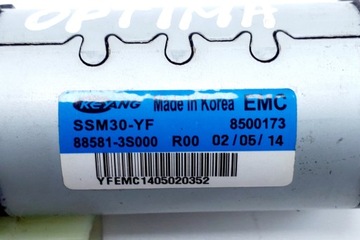 OPTIMA
KEYANG Made in Korea EMC
SSM30-YF 8500173
88581-3S000 R00 02/05/14
YFEMC1405020352